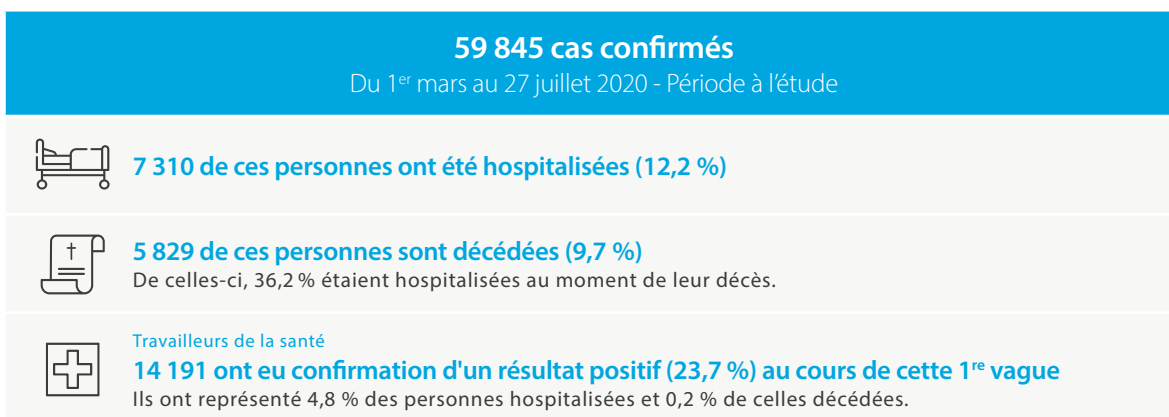 59 845 cas confirmés
Du 1er mars au 27 juillet 2020 - Période à l'étude
7 310 de ces personnes ont été hospitalisées (12,2 %)
5 829 de ces personnes sont décédées (9,7 %)
De celles-ci, 36,2 % étaient hospitalisées au moment de leur décès.
Travailleurs de la santé
14 191 ont eu confirmation d'un résultat positif (23,7 %) au cours de cette 1re vague
Ils ont représenté 4,8 % des personnes hospitalisées et 0,2 % de celles décédées.